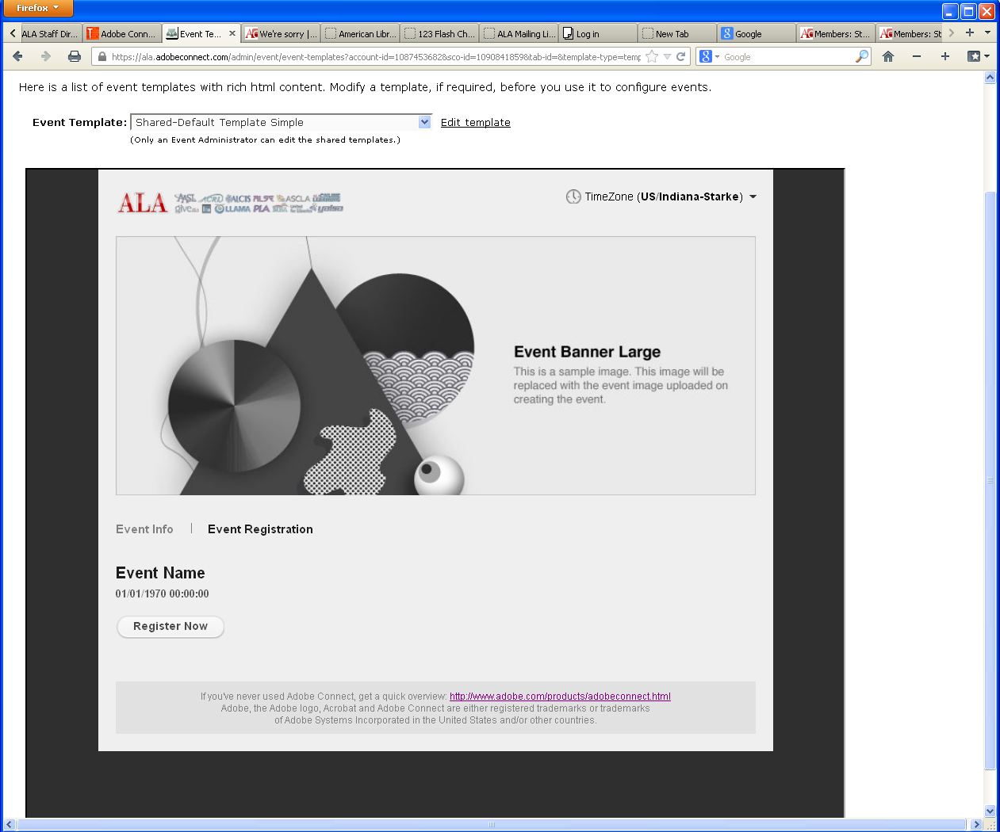 Firefox
ALA Staff Dir...
Adobe Conn...
Event Te...
We're sorry |...
American Libr...
123 Flash Ch...
ALA Mailing Li...
Log in
New Tab
Google
Members: St...
Members: St
https://ala.adobeconnect.com/admin/event/event-templates?account-id=1087453682&sco-id=1090841859&tab-id=&template-type=temp
Google
Here is a list of event templates with rich html content. Modify a template, if required, before you use it to configure events.
Event Template: Shared-Default Template Simple Edit template
(Only an Event Administrator can edit the shared templates.)
ALA AASL ACRL ALCTS ALSC ASCLA ONLINE LEARNING
TimeZone (US/Indiana-Starke)
LLAMA PLA yalsa
Event Banner Large
This is a sample image. This image will be
replaced with the event image uploaded on
creating the event.
Event Info | Event Registration
Event Name
01/01/1970 00:00:00
Register Now
If you've never used Adobe Connect, get a quick overview: http://www.adobe.com/products/adobeconnect.html
Adobe, the Adobe logo, Acrobat and Adobe Connect are either registered trademarks or trademarks
of Adobe Systems Incorporated in the United States and/or other countries.